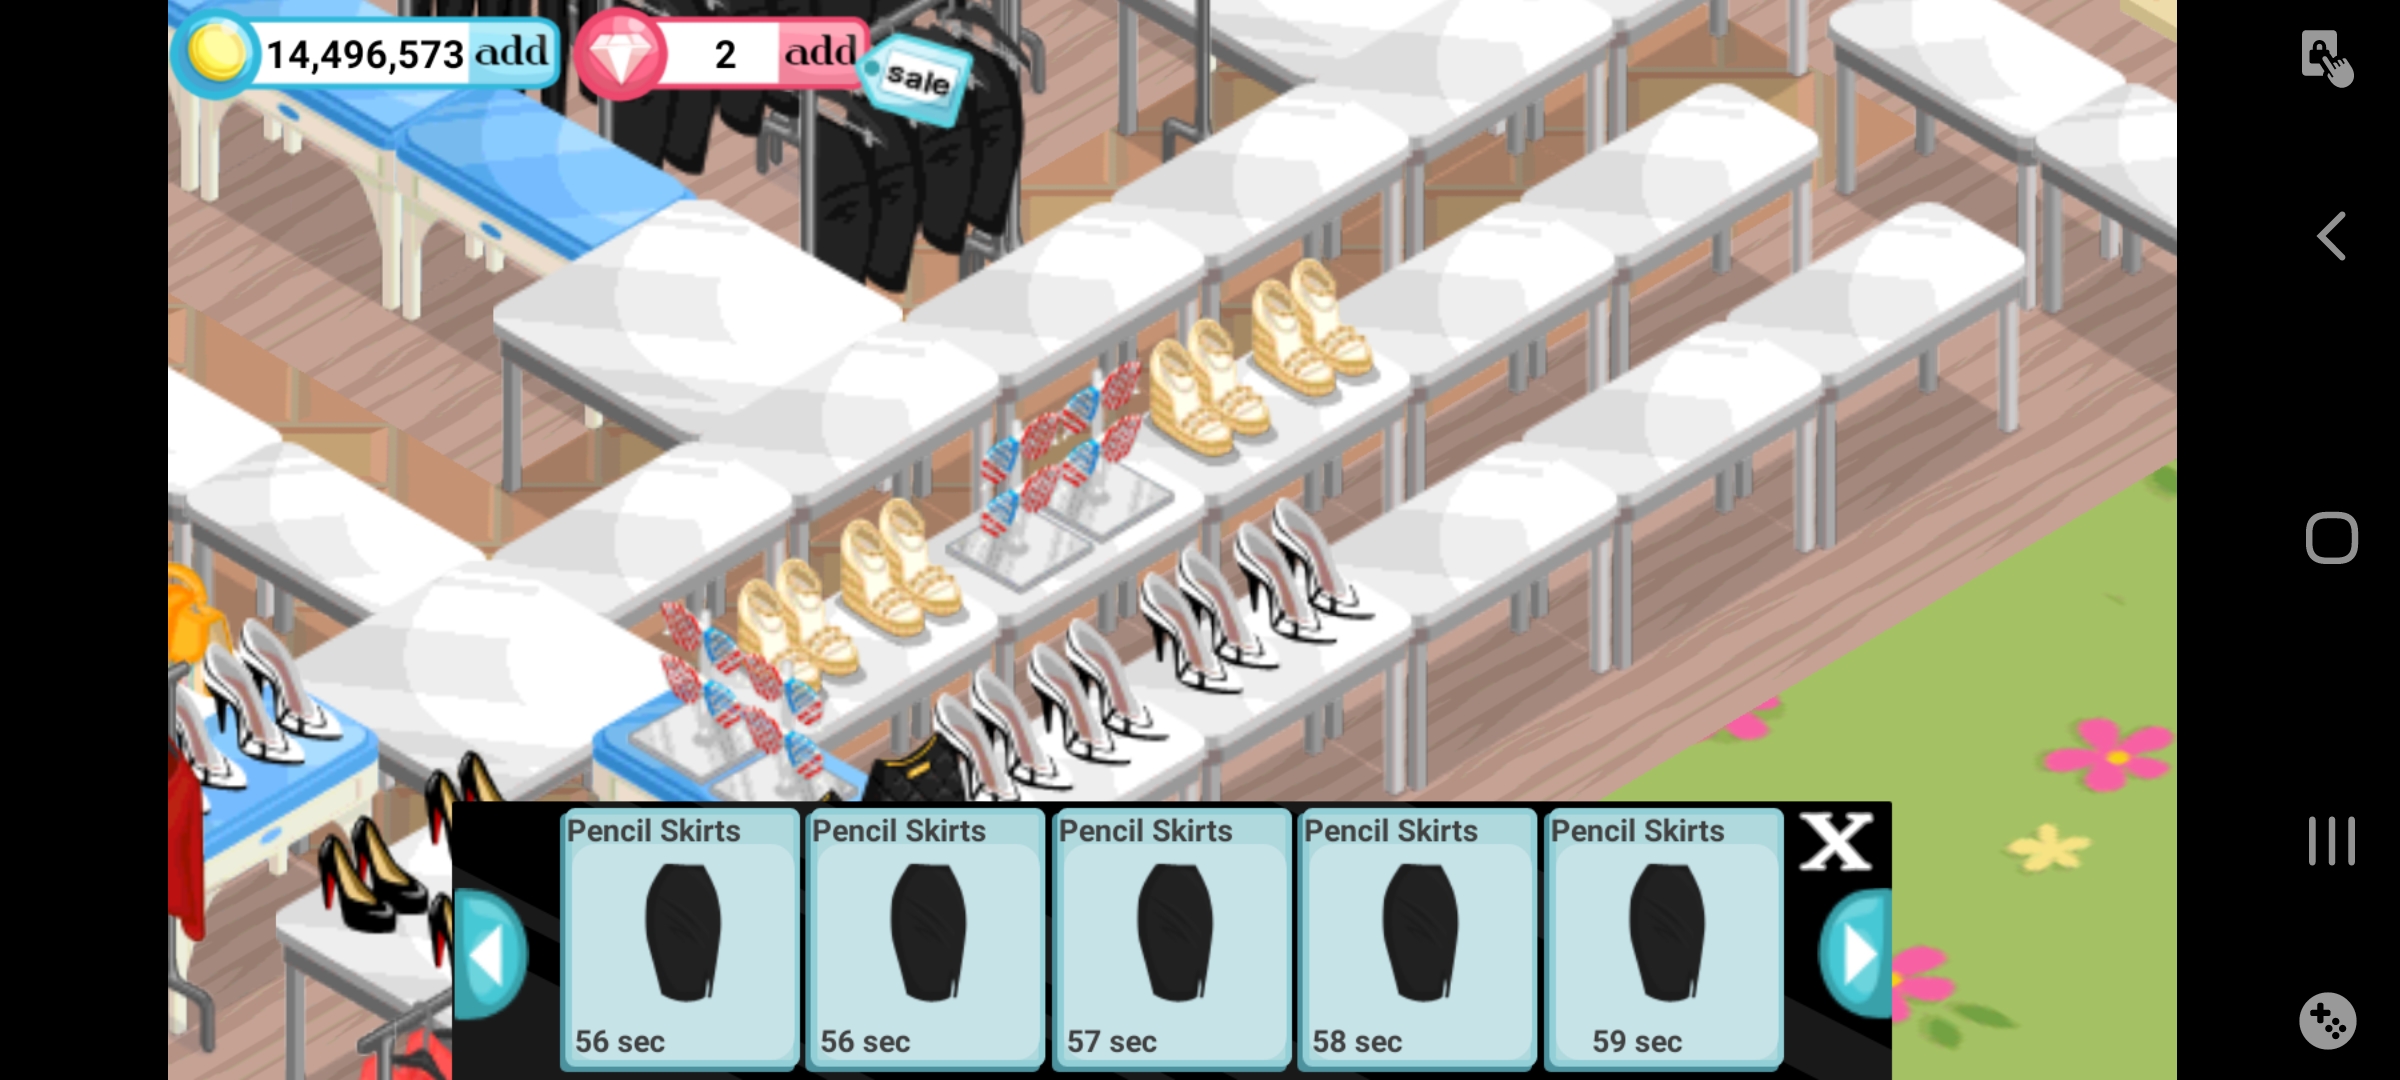 14,496,573 add 2 add
sale
Pencil Skirts Pencil Skirts Pencil Skirts Pencil Skirts Pencil Skirts X
56 sec 56 sec 57 sec 58 sec 59 sec